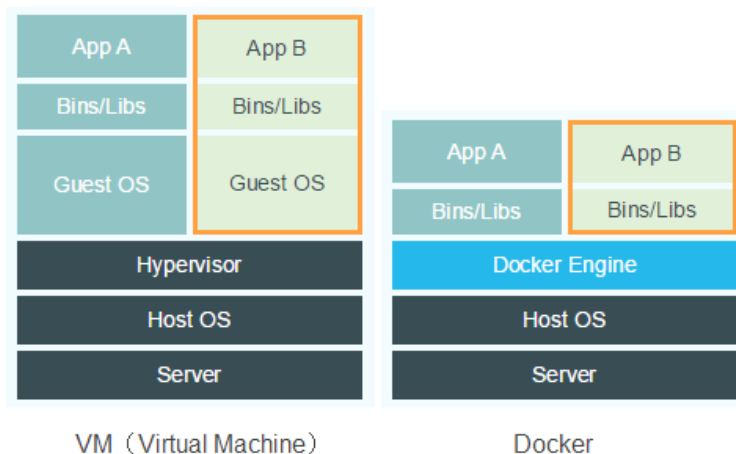 App A
App B
Bins/Libs
Bins/Libs
Guest OS
Guest OS
Hypervisor
Host OS
Server
VM（Virtual Machine）
App A
App B
Bins/Libs
Bins/Libs
Docker Engine
Host OS
Server
Docker